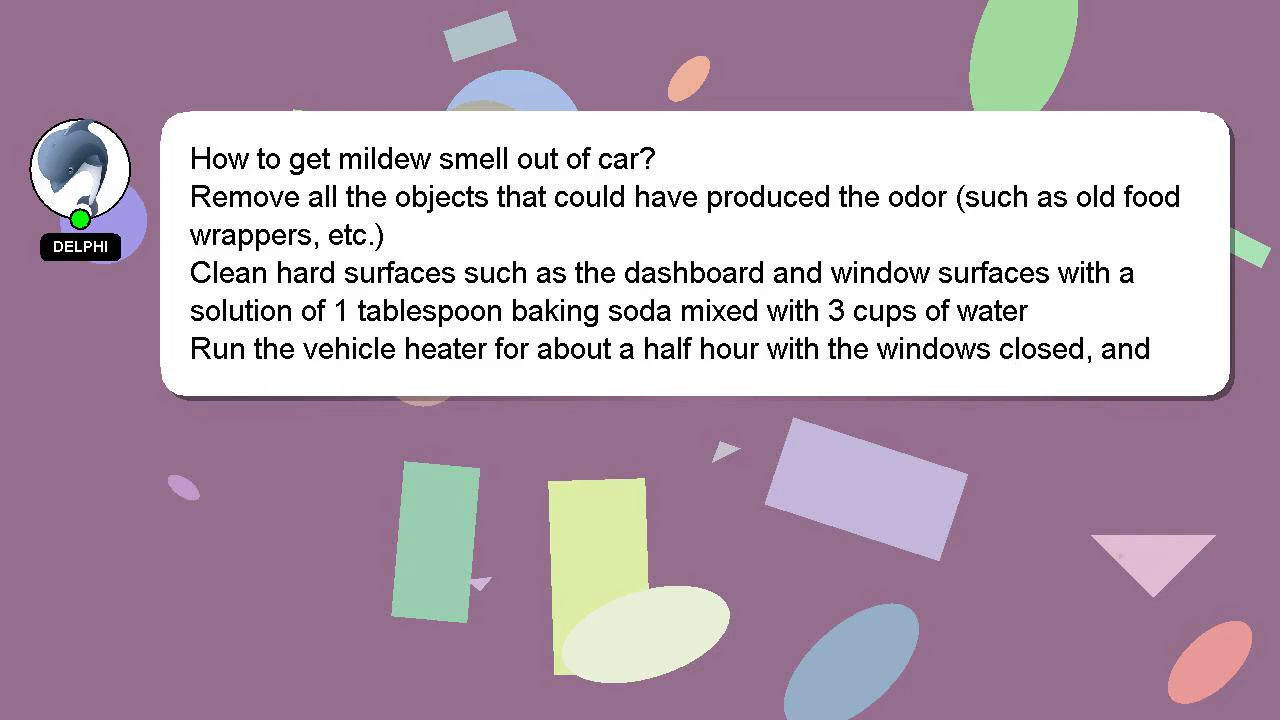 How to get mildew smell out of car?
Remove all the objects that could have produced the odor (such as old food
wrappers, etc.)
Clean hard surfaces such as the dashboard and window surfaces with a
solution of 1 tablespoon baking soda mixed with 3 cups of water
Run the vehicle heater for about a half hour with the windows closed, and
DELPHI